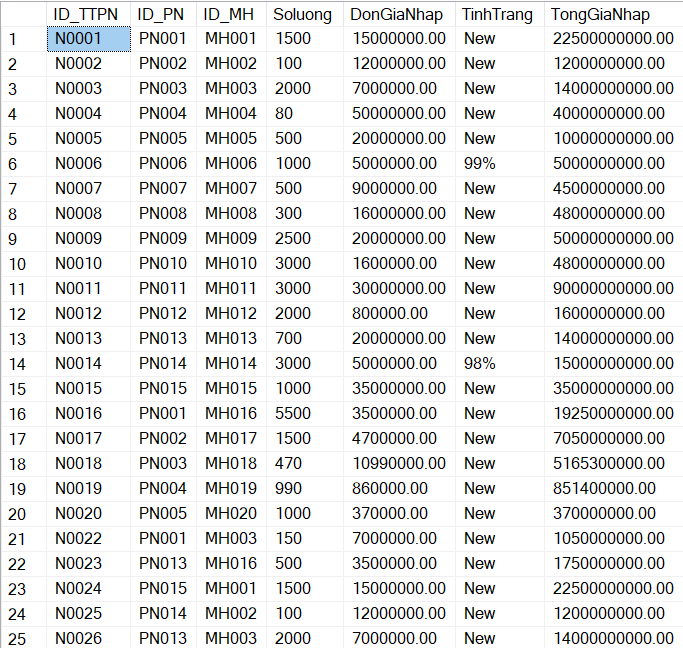 ID_TTPN ID_PN ID_MH Soluong DonGiaNhap TinhTrang TongGiaNhap
1 N0001 PN001 MH001 1500 15000000.00 New 22500000000.00
2 N0002 PN002 MH002 100 12000000.00 New 1200000000.00
3 N0003 PN003 MH003 2000 7000000.00 New 14000000000.00
4 N0004 PN004 MH004 80 50000000.00 New 4000000000.00
5 N0005 PN005 MH005 500 20000000.00 New 10000000000.00
6 N0006 PN006 MH006 1000 5000000.00 99% 5000000000.00
7 N0007 PN007 MH007 500 9000000.00 New 4500000000.00
8 N0008 PN008 MH008 300 16000000.00 New 4800000000.00
9 N0009 PN009 MH009 2500 20000000.00 New 50000000000.00
10 N0010 PN010 MH010 3000 1600000.00 New 4800000000.00
11 N0011 PN011 MH011 3000 30000000.00 New 90000000000.00
12 N0012 PN012 MH012 2000 800000.00 New 1600000000.00
13 N0013 PN013 MH013 700 20000000.00 New 14000000000.00
14 N0014 PN014 MH014 3000 5000000.00 98% 15000000000.00
15 N0015 PN015 MH015 1000 35000000.00 New 35000000000.00
16 N0016 PN001 MH016 5500 3500000.00 New 19250000000.00
17 N0017 PN002 MH017 1500 4700000.00 New 7050000000.00
18 N0018 PN003 MH018 470 10990000.00 New 5165300000.00
19 N0019 PN004 MH019 990 860000.00 New 851400000.00
20 N0020 PN005 MH020 1000 370000.00 New 370000000.00
21 N0022 PN001 MH003 150 7000000.00 New 1050000000.00
22 N0023 PN013 MH016 500 3500000.00 New 1750000000.00
23 N0024 PN015 MH001 1500 15000000.00 New 22500000000.00
24 N0025 PN014 MH002 100 12000000.00 New 1200000000.00
25 N0026 PN013 MH003 2000 7000000.00 New 14000000000.00